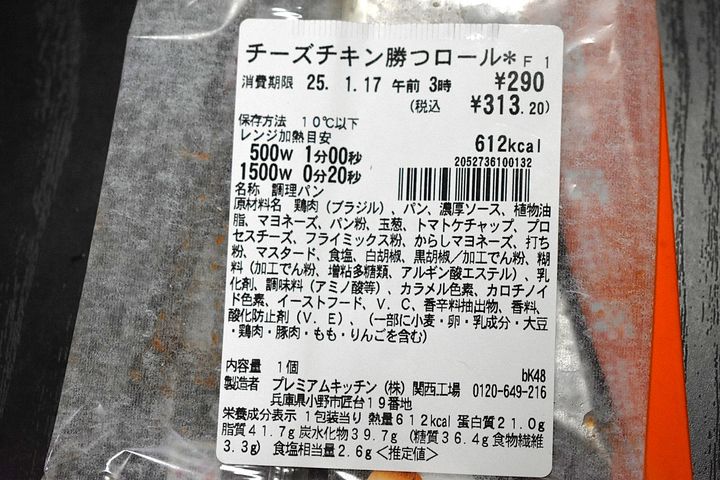 チーズチキン勝つロール* F 1
消費期限 25. 1.17 午前 3時 ¥290
(税込 ¥313.20)
保存方法 10℃以下
レンジ加熱目安 612kcal
500W 1分00秒
1500W 0分20秒
2052736100132
名称 調理パン
原材料名 鶏肉(ブラジル)、パン、濃厚ソース、植物油
脂、マヨネーズ、パン粉、玉葱、トマトケチャップ、プロ
セスチーズ、フライミックス粉、からしマヨネーズ、打ち
粉、マスタード、食塩、白胡椒、黒胡椒/加工でん粉、糊
料(加工でん粉、増粘多糖類、アルギン酸エステル)、乳
化剤、調味料(アミノ酸等)、カラメル色素、カロチノイ
ド色素、イーストフード、V.C、香辛料抽出物、香料、
酸化防止剤(V.E)、(一部に小麦・卵・乳成分・大豆
・鶏肉・豚肉・もも・りんごを含む)
内容量 1個 bK48
製造者 プレミアムキッチン(株)関西工場 0120-649-216
兵庫県小野市匠台19番地
栄養成分表示 1包装当り 熱量612kcal 蛋白質21.0g
脂質41.7g 炭水化物39.7g (糖質36.4g 食物繊維
3.3g) 食塩相当量2.6g <推定値>